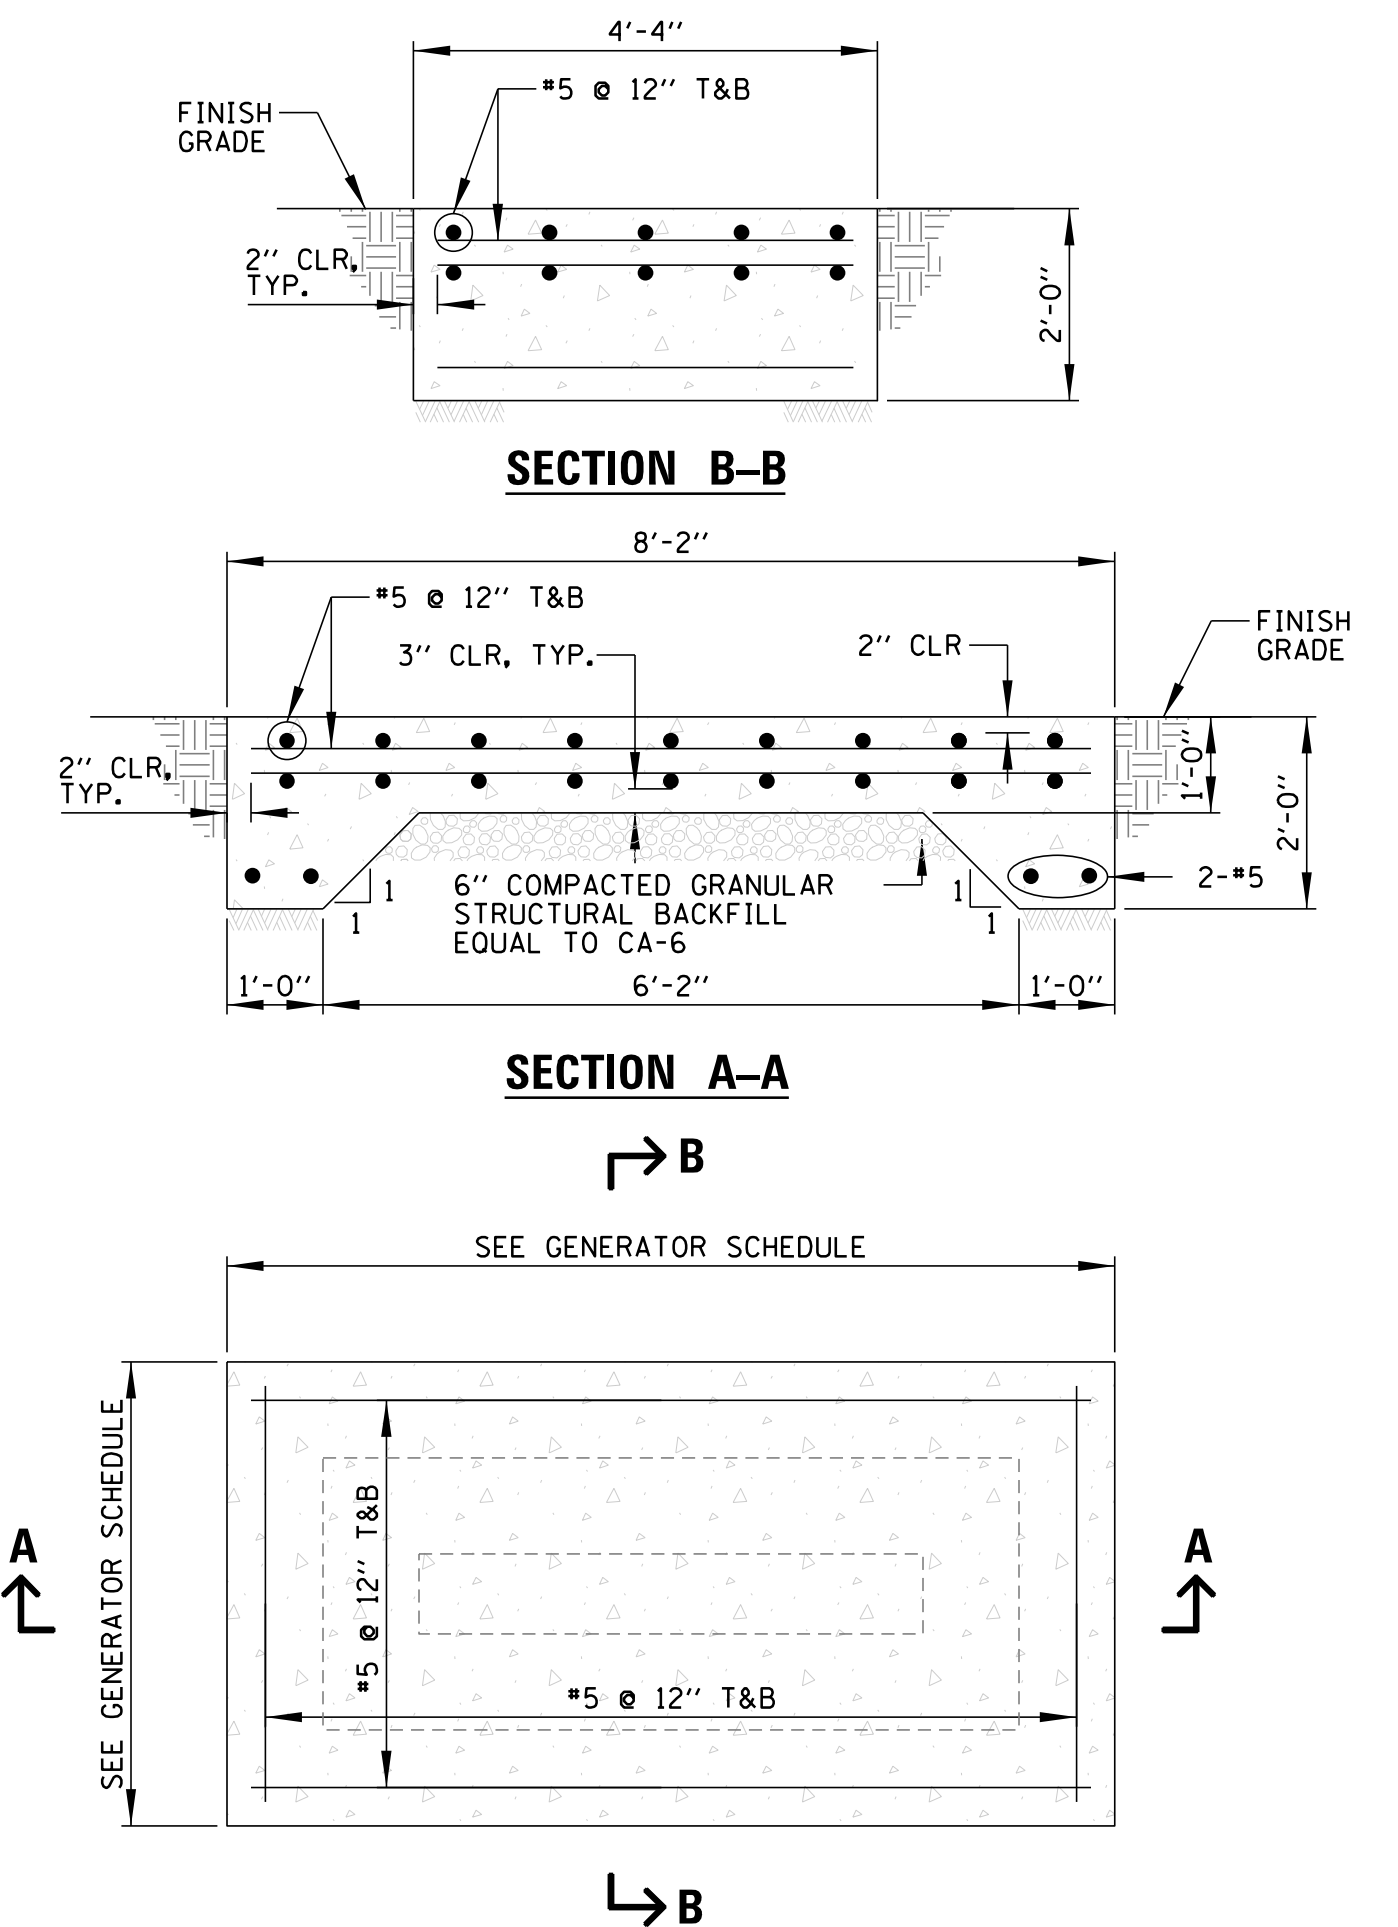 4'-4"
#5 @ 12" T&B
FINISH
GRADE
2" CLR,
TYP.
2'-0"
SECTION B-B
8'-2"
#5 @ 12" T&B
3" CLR, TYP.
2" CLR
FINISH
GRADE
2" CLR,
TYP.
1'-0"
2'-0"
2-#5
1
1
6" COMPACTED GRANULAR
STRUCTURAL BACKFILL
EQUAL TO CA-6
1
1
1'-0"
6'-2"
1'-0"
SECTION A-A
B
SEE GENERATOR SCHEDULE
SEE GENERATOR SCHEDULE
#5 @ 12" T&B
A
A
#5 @ 12" T&B
B